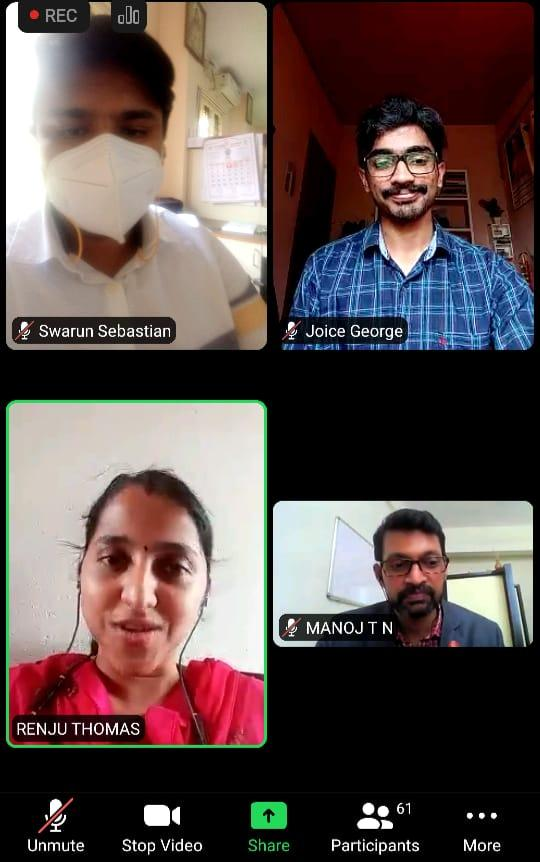 REC
Swarun Sebastian
Joice George
RENJU THOMAS
MANOJ T N
61
Unmute
Stop Video
Share
Participants
More